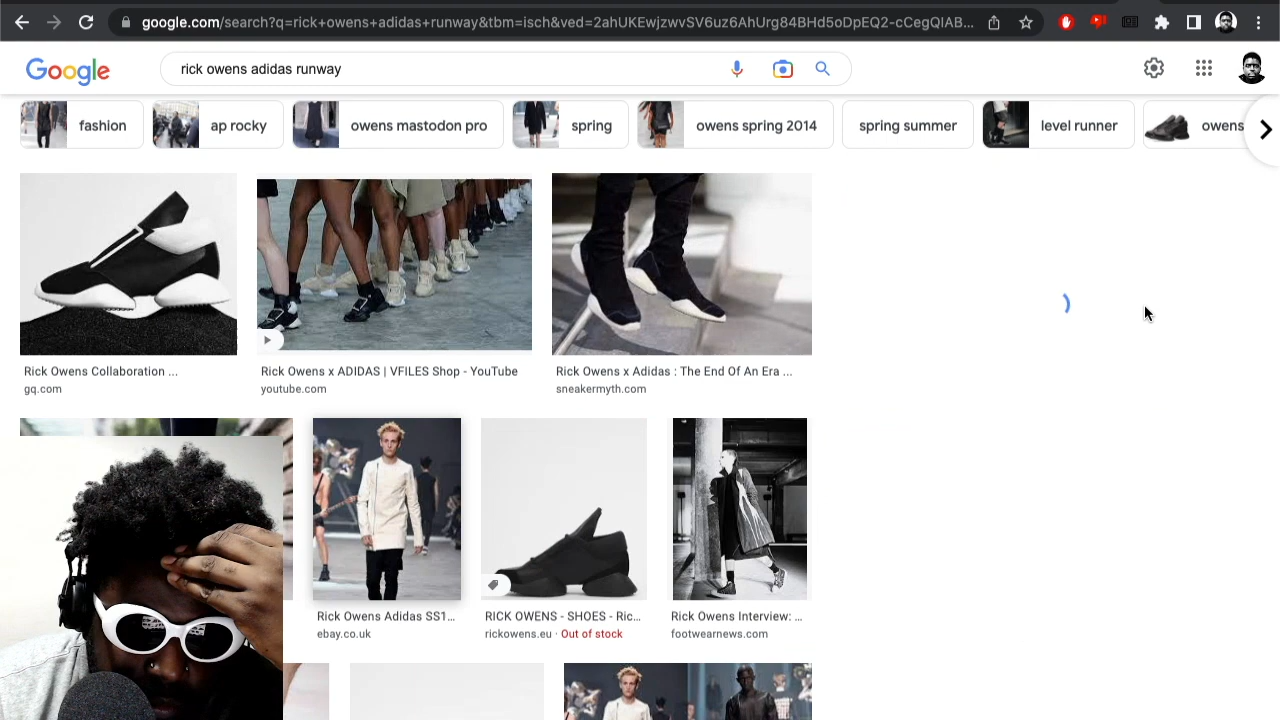 google.com/search?q=rick+owens+adidas+runway&tbm=isch&ved=2ahUKEwjzwvSV6uz6AhUrg84BHd5oDpEQ2-cCegQIAB...
Google
rick owens adidas runway
fashion
ap rocky
owens mastodon pro
spring
owens spring 2014
spring summer
level runner
owens
Rick Owens Collaboration ...
gq.com
Rick Owens x ADIDAS | VFILES Shop - YouTube
youtube.com
Rick Owens x Adidas : The End Of An Era ...
sneakermyth.com
Rick Owens Adidas SS1...
ebay.co.uk
RICK OWENS - SHOES - Ric...
rickowens.eu · Out of stock
Rick Owens Interview: ...
footwearnews.com